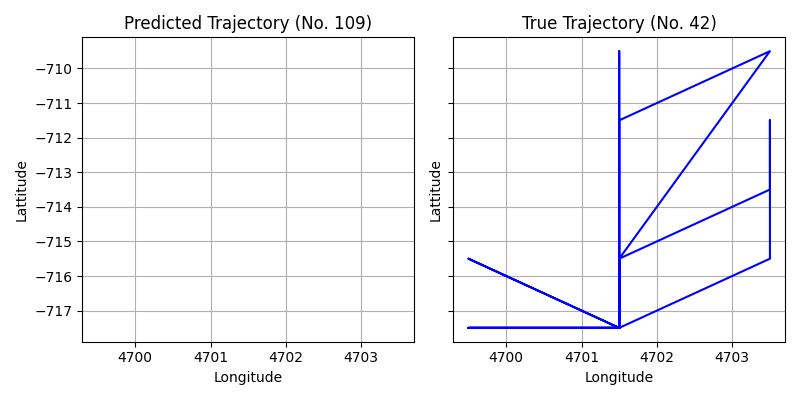 Predicted Trajectory (No. 109)
True Trajectory (No. 42)
−710
−711
−712
−713
−714
−715
−716
−717
Lattitude
Lattitude
4700 4701 4702 4703
4700 4701 4702 4703
Longitude
Longitude